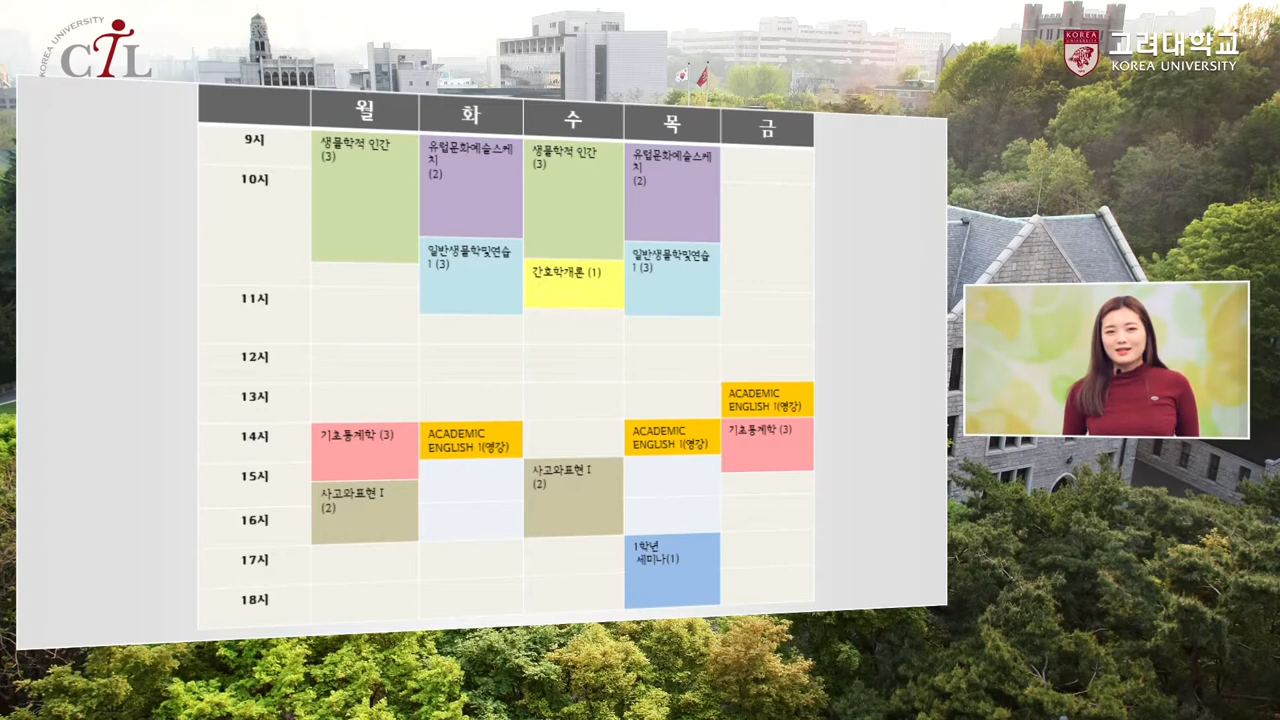 KOREA UNIVERSITY
CTL
고려대학교
KOREA UNIVERSITY
월 화 수 목 금
9시
생물학적 인간
(3)
유럽문화예술스케
치
(2)
생물학적 인간
(3)
유럽문화예술스케
치
(2)
10시
일반생물학및연습
1 (3)
간호학개론 (1)
일반생물학및연습
1 (3)
11시
12시
13시
ACADEMIC
ENGLISH 1(영강)
14시
기초통계학 (3)
ACADEMIC
ENGLISH 1(영강)
ACADEMIC
ENGLISH 1(영강)
기초통계학 (3)
15시
사고와표현 I
(2)
사고와표현 I
(2)
16시
17시
1학년
세미나(1)
18시